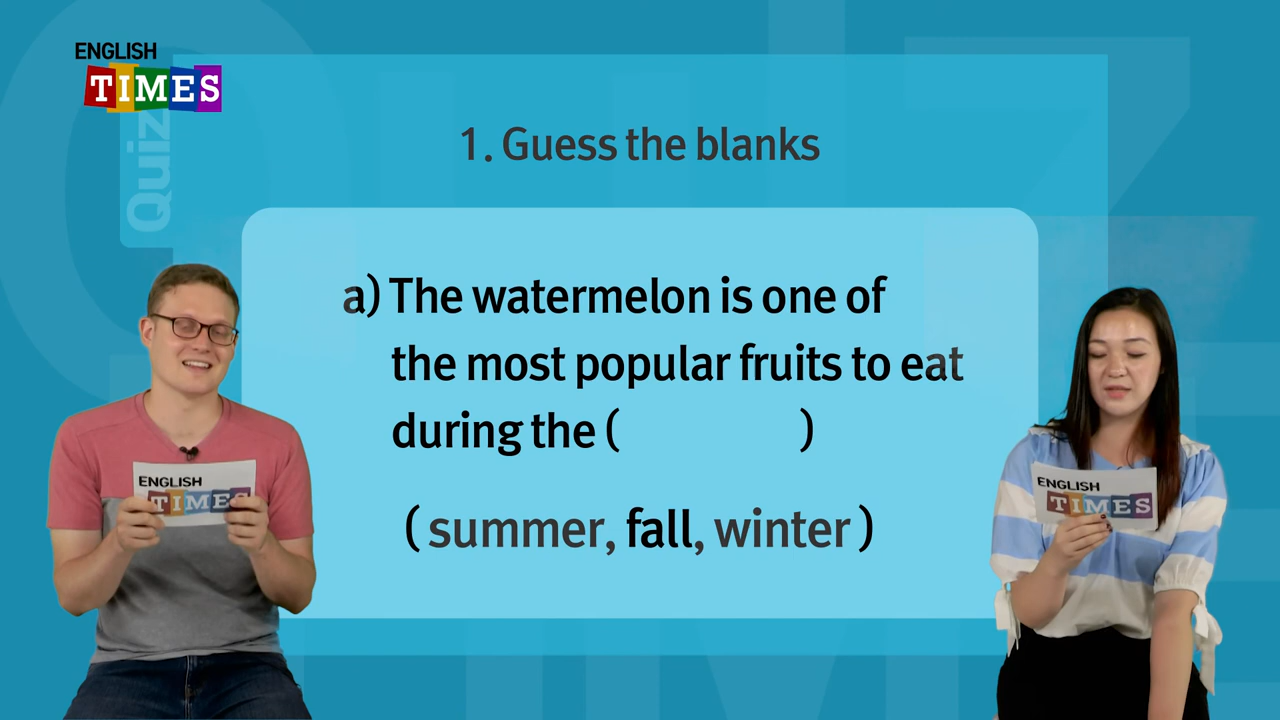 ENGLISH
TIMES
Quiz
1. Guess the blanks
a) The watermelon is one of
the most popular fruits to eat
during the ( )
( summer, fall, winter )
ENGLISH
TIMES
ENGLISH
TIMES